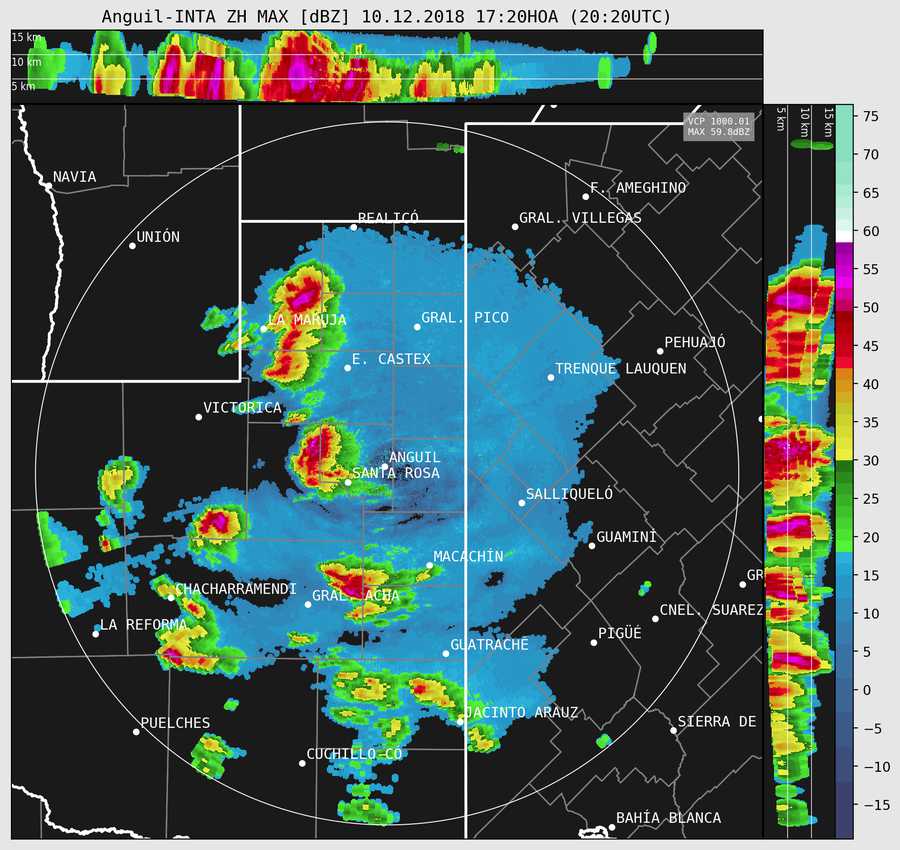 Anguil-INTA ZH MAX [dBZ] 10.12.2018 17:20HOA (20:20UTC)
15 km
10 km
5 km
5 km
10 km
15 km
VCP 1000.01
MAX 59.8dBZ
NAVIA
F. AMEGHINO
REALICÓ
GRAL. VILLEGAS
UNIÓN
LA MARUJA
GRAL. PICO
PEHUAJÓ
E. CASTEX
TRENQUE LAUQUEN
VICTORICA
ANGUIL
SANTA ROSA
SALLIQUELÓ
GUAMINÍ
MACACHÍN
GR
CHACHARRAMENDI
GRAL. ACHA
CNEL. SUAREZ
LA REFORMA
PIGÜÉ
GUATRACHÉ
PUELCHES
JACINTO ARAUZ
SIERRA DE
CUCHILLO-CÓ
BAHÍA BLANCA
75
70
65
60
55
50
45
40
35
30
25
20
15
10
5
0
−5
−10
−15